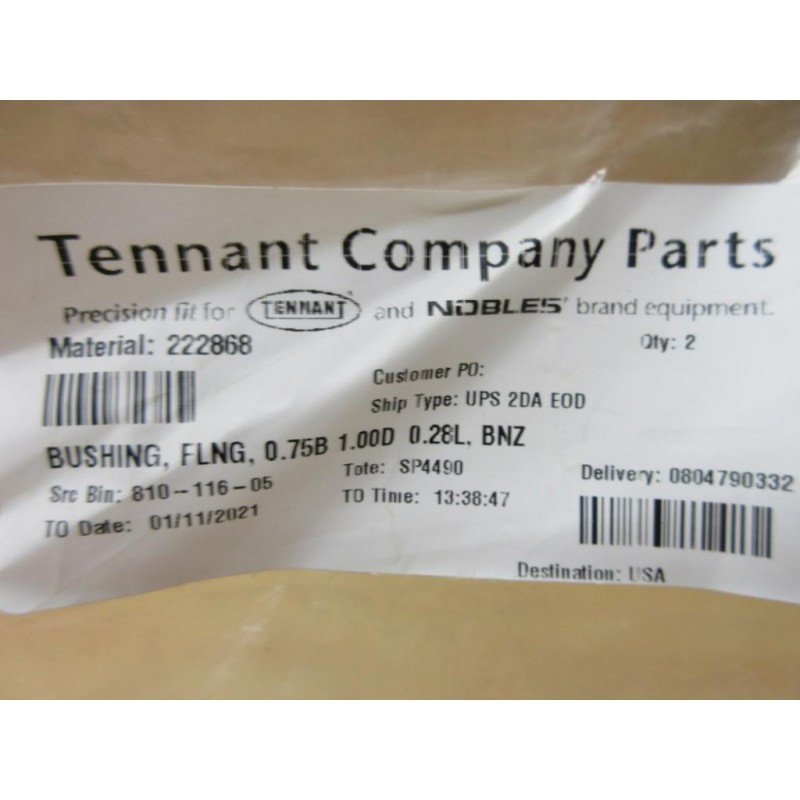 Tennant Company Parts
Precision fit for TENNANT and NOBLES brand equipment.
Material: 222868 Qty: 2
Customer PO:
Ship Type: UPS 2DA EOD
BUSHING, FLNG, 0.75B 1.00D 0.28L, BNZ
Src Bin: 810-116-05 Tote: SP4490 Delivery: 0804790332
TO Date: 01/11/2021 TO Time: 13:38:47
Destination: USA